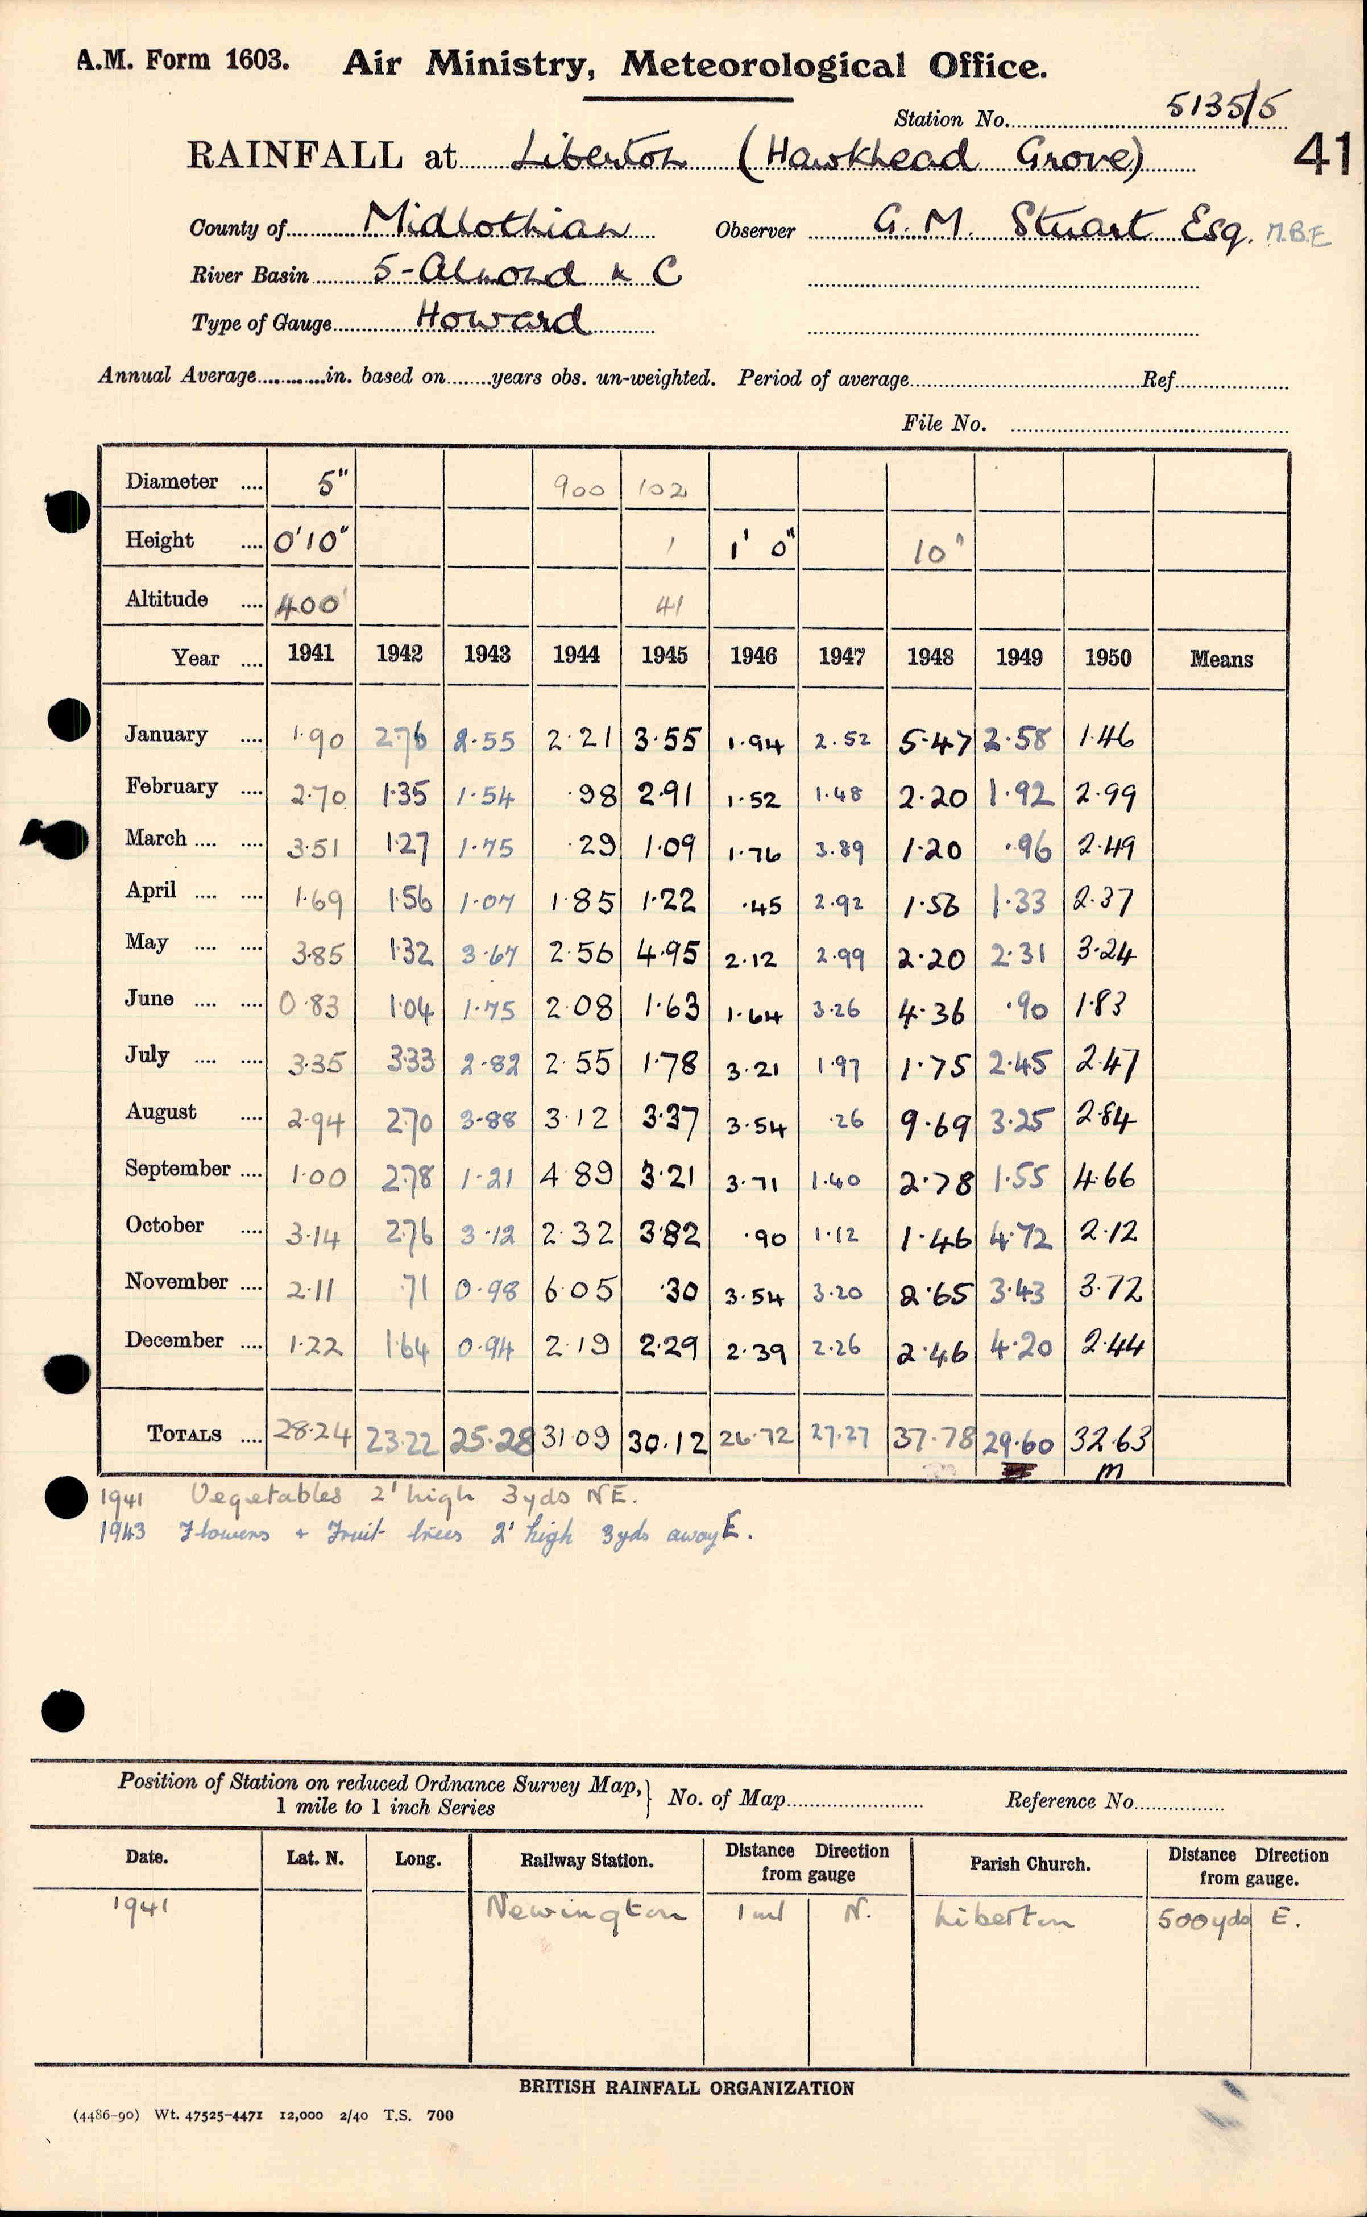 A.M. Form 1603. Air Ministry, Meteorological Office.
Station No. 5135/5
RAINFALL at Liberton (Hawkhead Grove) 41
County of Midlothian Observer G. M. Stuart Esq. M.B.E
River Basin 5-Almond & C
Type of Gauge Howard
Annual Average............in. based on........years obs. un-weighted. Period of average........ Ref........
File No. ........
Diameter .... 5" 900 102
Height .... 0'10" 1 1' 0" 10"
Altitude .... 400' 41
Year .... 1941 1942 1943 1944 1945 1946 1947 1948 1949 1950 Means
January .... 1.90 2.76 2.55 2.21 3.55 1.94 2.52 5.47 2.58 1.46
February .... 2.70 1.35 1.54 .98 2.91 1.52 1.48 2.20 1.92 2.99
March .... .... 3.51 1.27 1.75 .29 1.09 1.76 3.89 1.20 .96 2.49
April .... .... 1.69 1.56 1.07 1.85 1.22 .45 2.92 1.56 1.33 2.37
May .... .... 3.85 1.32 3.67 2.56 4.95 2.12 2.99 2.20 2.31 3.24
June .... .... 0.83 1.04 1.75 2.08 1.63 1.64 3.26 4.36 .90 1.83
July .... .... 3.35 3.33 2.82 2.55 1.78 3.21 1.97 1.75 2.45 2.47
August .... 2.94 2.70 3.88 3.12 3.37 3.54 .26 9.69 3.25 2.84
September .... 1.00 2.78 1.21 4.89 3.21 3.71 1.40 2.78 1.55 4.66
October .... 3.14 2.76 3.12 2.32 3.82 .90 1.12 1.46 4.72 2.12
November .... 2.11 .71 0.98 6.05 .30 3.54 3.20 2.65 3.43 3.72
December .... 1.22 1.64 0.94 2.19 2.29 2.39 2.26 2.46 4.20 2.44
TOTALS .... 28.24 23.22 25.28 31.09 30.12 26.72 27.27 37.78 29.60 32.63
m
1941 Vegetables 2' high 3yds NE.
1943 Flowers + Fruit trees 2' high 3yds away E.
Position of Station on reduced Ordnance Survey Map, } No. of Map........ Reference No........
1 mile to 1 inch Series
Date. Lat. N. Long. Railway Station. Distance Direction from gauge Parish Church. Distance Direction from gauge.
1941 Newington 1 ml N. Liberton 500yds E.
BRITISH RAINFALL ORGANIZATION
(4486-90) Wt. 47525-4471 12,000 2/40 T.S. 700